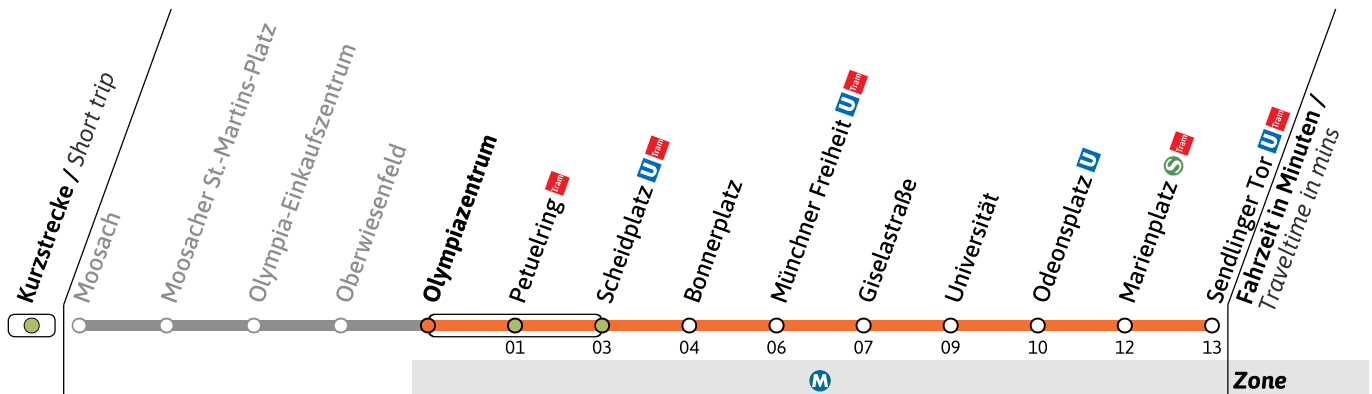 Kurzstrecke / Short trip
Moosach
Moosacher St.-Martins-Platz
Olympia-Einkaufszentrum
Oberwiesenfeld
Olympiazentrum
Petuelring Tram
Scheidplatz U Tram
Bonnerplatz
Münchner Freiheit U Tram
Giselastraße
Universität
Odeonsplatz U
Marienplatz S Tram
Sendlinger Tor U Tram
Fahrzeit in Minuten /
Traveltime in mins
01 03 04 06 07 09 10 12 13
M Zone